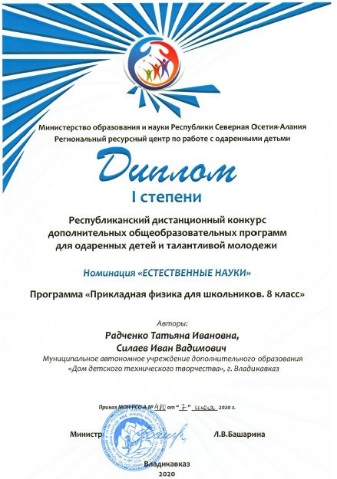 Министерство образования и науки Республики Северная Осетия-Алания
Региональный ресурсный центр по работе с одаренными детьми
Диплом
I степени
Республиканский дистанционный конкурс
дополнительных общеобразовательных программ
для одаренных детей и талантливой молодежи
Номинация «ЕСТЕСТВЕННЫЕ НАУКИ»
Программа «Прикладная физика для школьников. 8 класс»
Авторы:
Радченко Татьяна Ивановна,
Силаев Иван Вадимович
Муниципальное автономное учреждение дополнительного образования
«Дом детского технического творчества», г. Владикавказ
Приказ МОН РСО-А № от " 7 " 2020 г.
Министр Л.В.Башарина
Владикавказ
2020